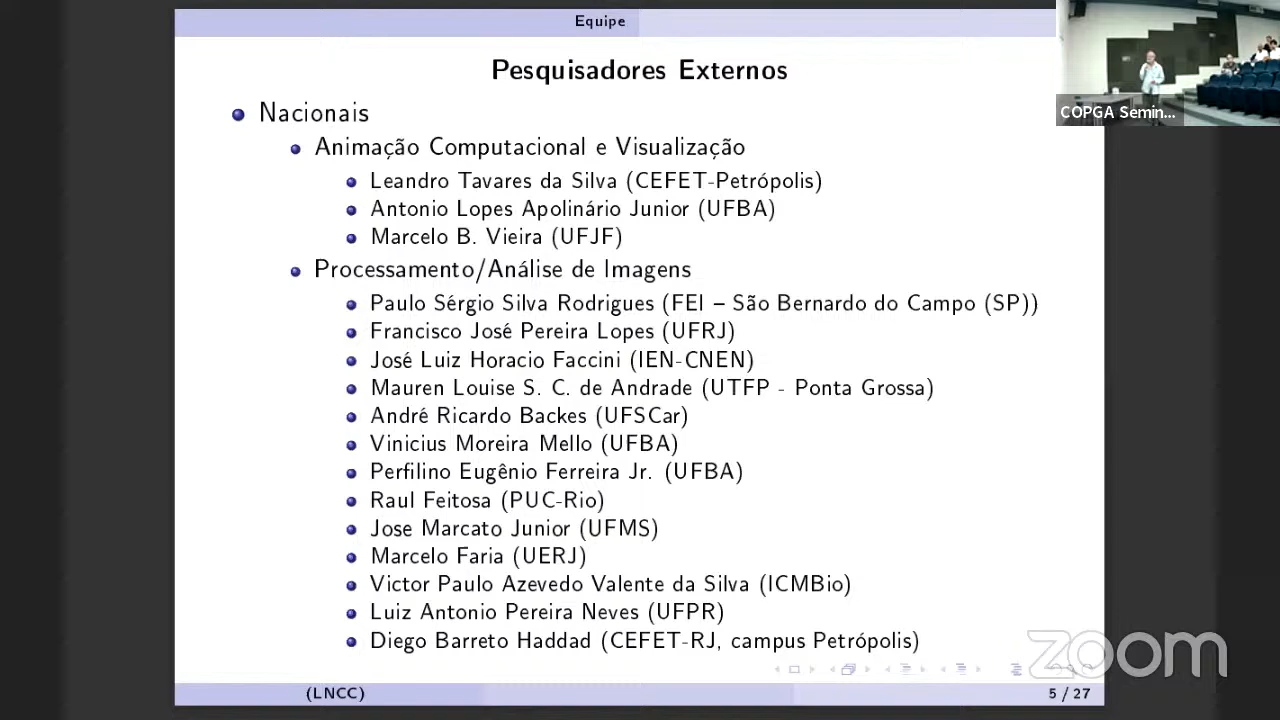 Equipe
Pesquisadores Externos
COPGA Semin...
Nacionais
Animação Computacional e Visualização
Leandro Tavares da Silva (CEFET-Petrópolis)
Antonio Lopes Apolinário Junior (UFBA)
Marcelo B. Vieira (UFJF)
Processamento/Análise de Imagens
Paulo Sérgio Silva Rodrigues (FEI – São Bernardo do Campo (SP))
Francisco José Pereira Lopes (UFRJ)
José Luiz Horacio Faccini (IEN-CNEN)
Mauren Louise S. C. de Andrade (UTFP - Ponta Grossa)
André Ricardo Backes (UFSCar)
Vinicius Moreira Mello (UFBA)
Perfilino Eugênio Ferreira Jr. (UFBA)
Raul Feitosa (PUC-Rio)
Jose Marcato Junior (UFMS)
Marcelo Faria (UERJ)
Victor Paulo Azevedo Valente da Silva (ICMBio)
Luiz Antonio Pereira Neves (UFPR)
Diego Barreto Haddad (CEFET-RJ, campus Petrópolis)
zoom
(LNCC)
5 / 27